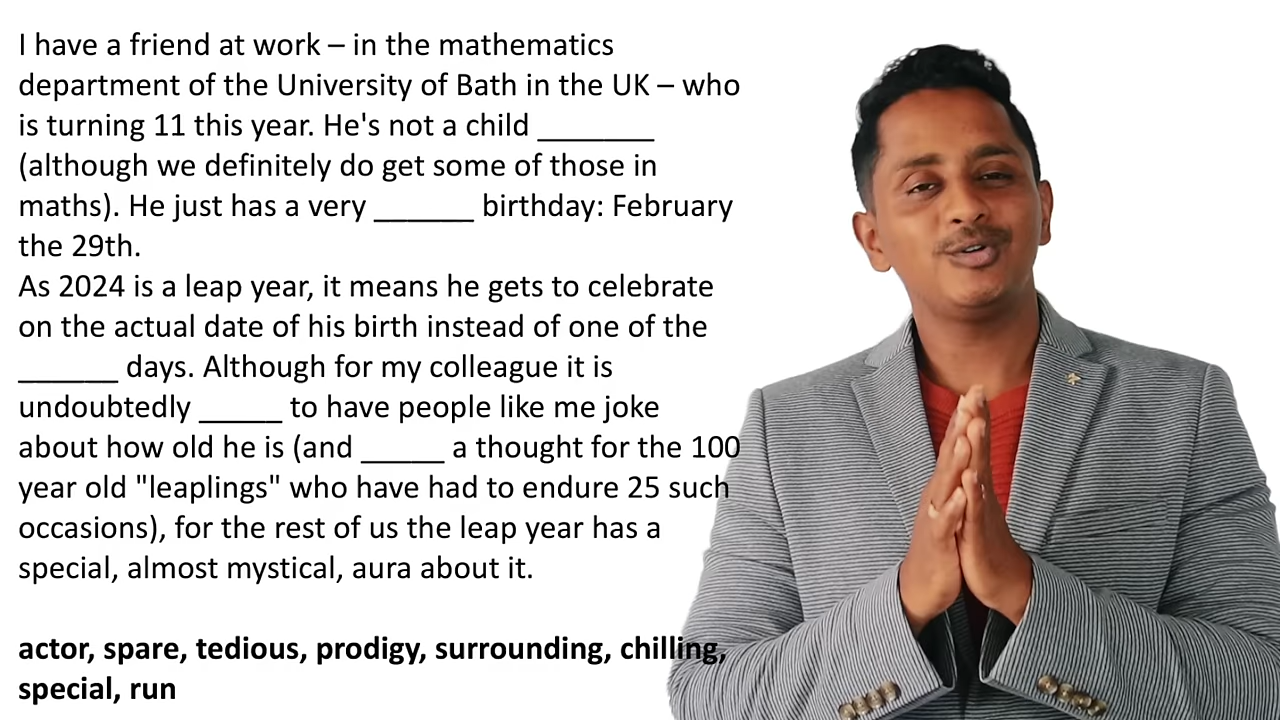 I have a friend at work – in the mathematics
department of the University of Bath in the UK – who
is turning 11 this year. He's not a child _______
(although we definitely do get some of those in
maths). He just has a very ______ birthday: February
the 29th.
As 2024 is a leap year, it means he gets to celebrate
on the actual date of his birth instead of one of the
______ days. Although for my colleague it is
undoubtedly _____ to have people like me joke
about how old he is (and _____ a thought for the 100
year old "leaplings" who have had to endure 25 such
occasions), for the rest of us the leap year has a
special, almost mystical, aura about it.
actor, spare, tedious, prodigy, surrounding, chilling,
special, run